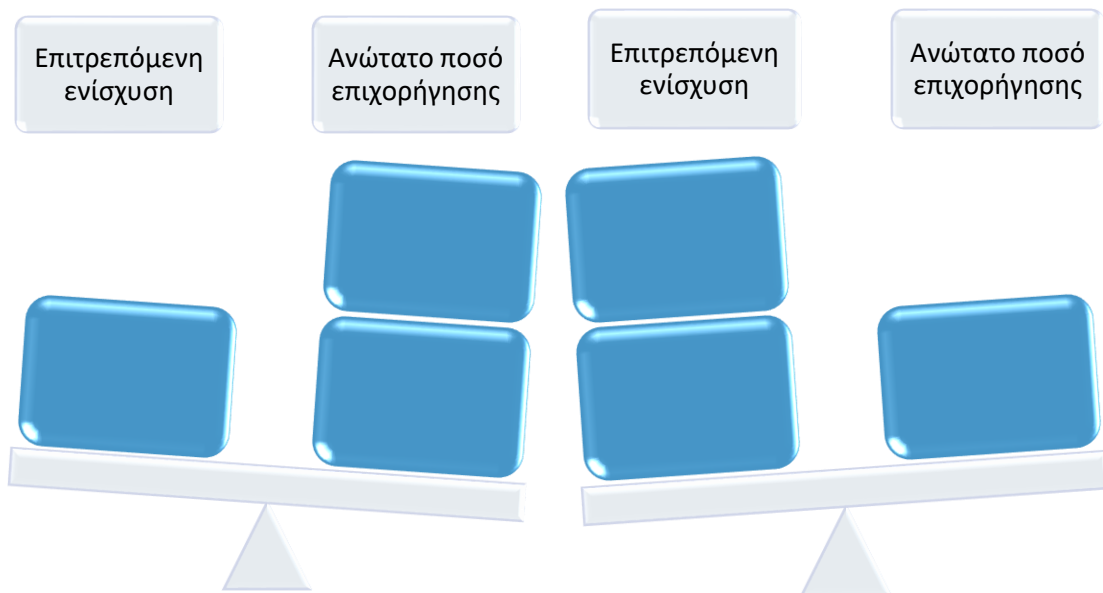 Επιτρεπόμενη
ενίσχυση
Ανώτατο ποσό
επιχορήγησης
Επιτρεπόμενη
ενίσχυση
Ανώτατο ποσό
επιχορήγησης